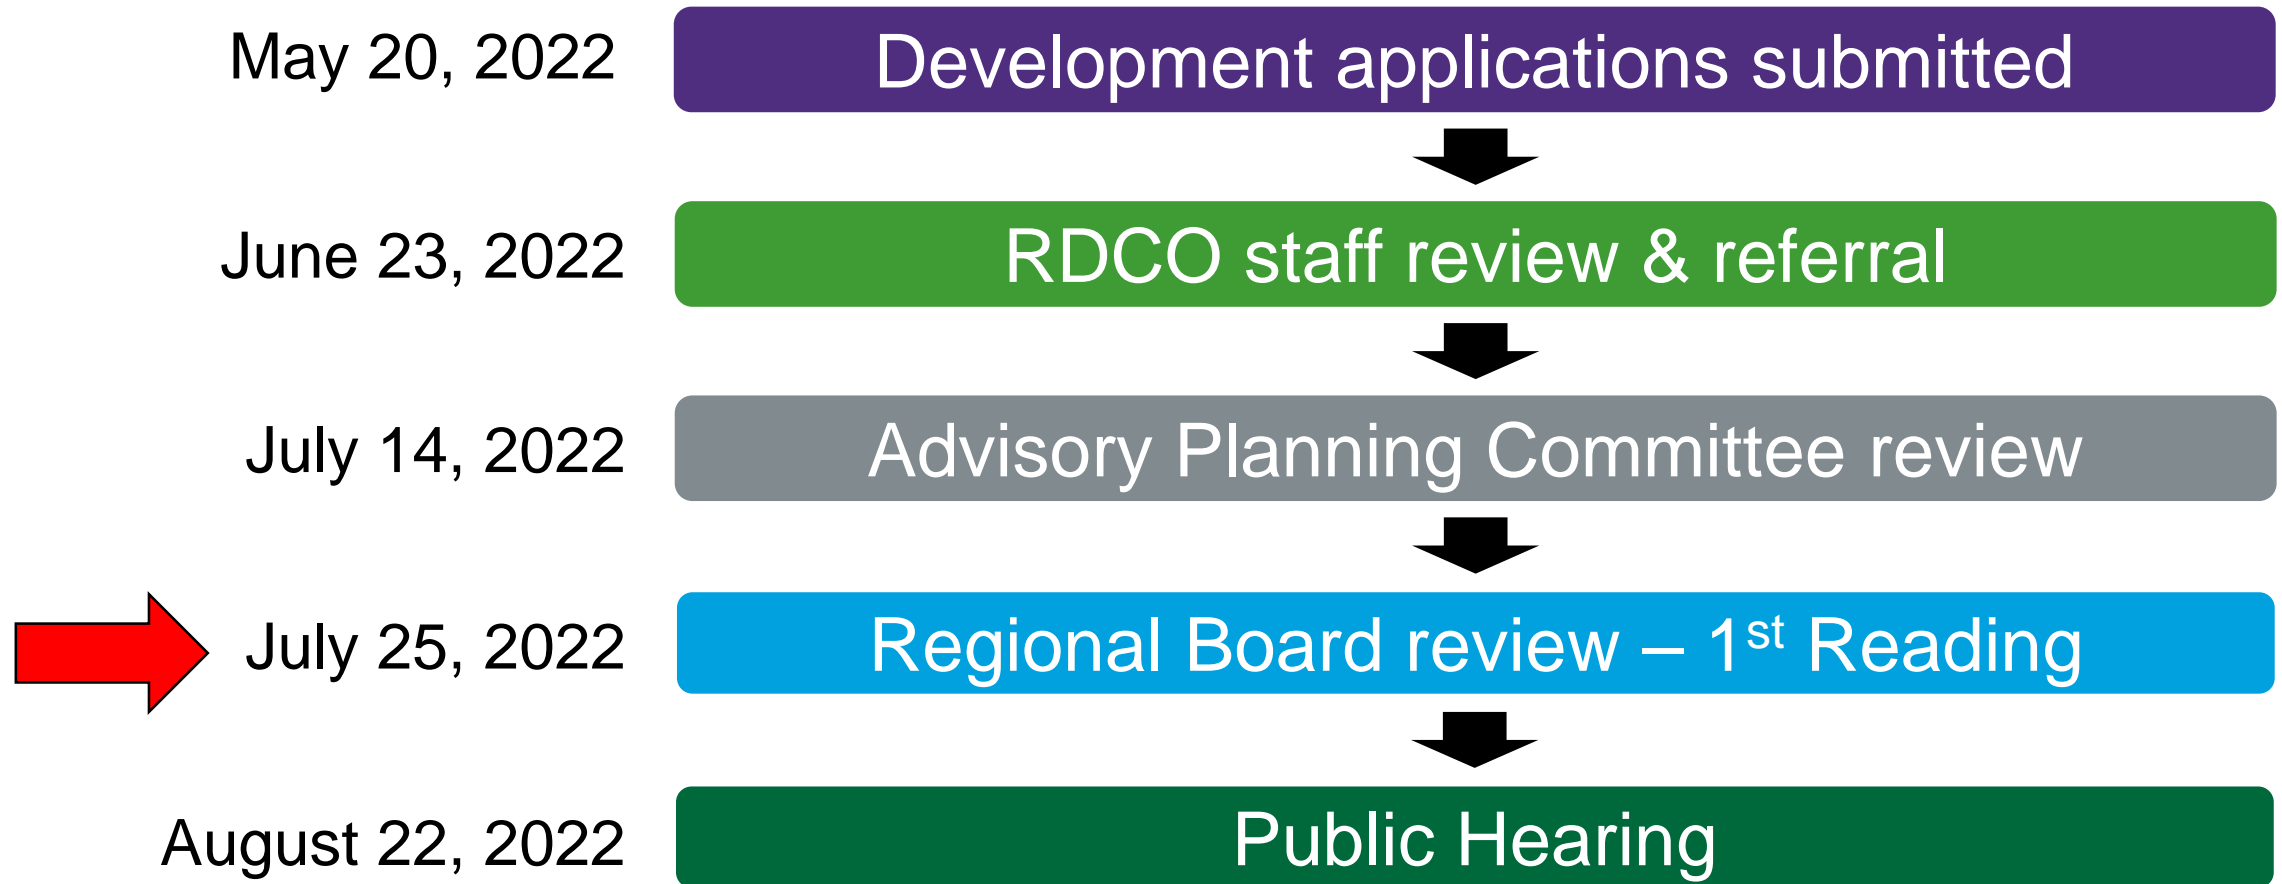 May 20, 2022 Development applications submitted
June 23, 2022 RDCO staff review & referral
July 14, 2022 Advisory Planning Committee review
July 25, 2022 Regional Board review – 1st Reading
August 22, 2022 Public Hearing